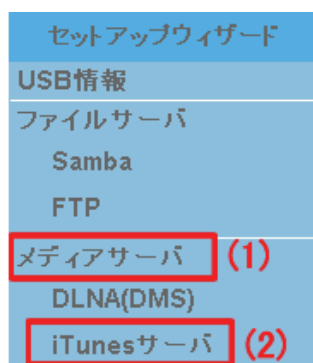 セットアップウィザード
USB情報
ファイルサーバ
Samba
FTP
メディアサーバ (1)
DLNA(DMS)
iTunesサーバ (2)